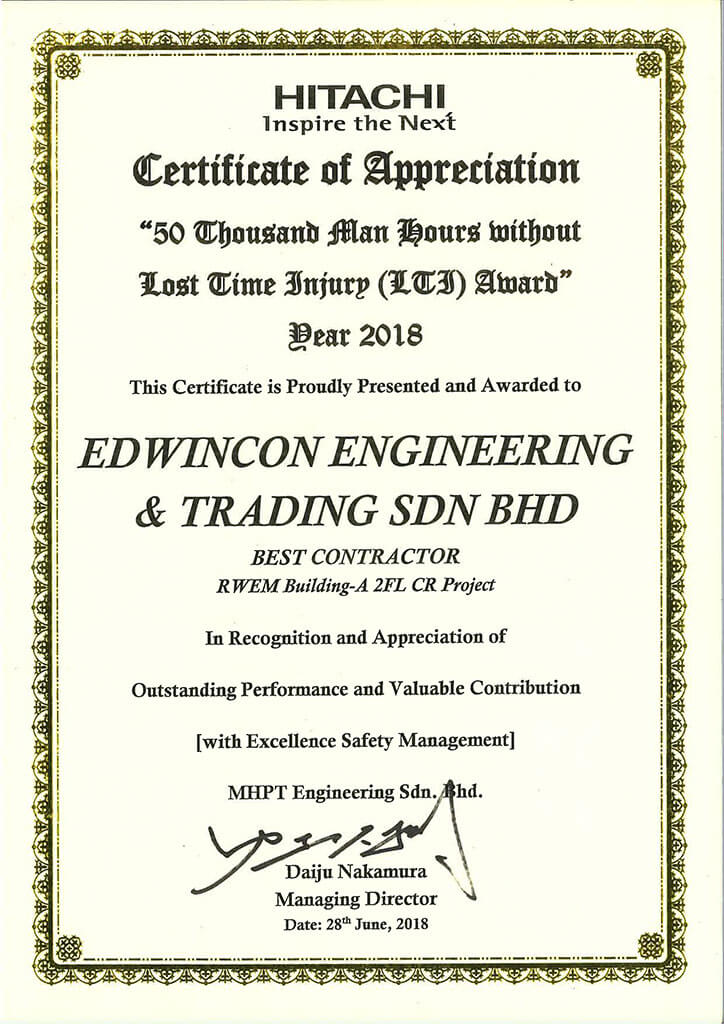 HITACHI
Inspire the Next
Certificate of Appreciation
“50 Thousand Man Hours without
Lost Time Injury (LTI) Award”
Year 2018
This Certificate is Proudly Presented and Awarded to
EDWINCON ENGINEERING
& TRADING SDN BHD
BEST CONTRACTOR
RWEM Building-A 2FL CR Project
In Recognition and Appreciation of
Outstanding Performance and Valuable Contribution
[with Excellence Safety Management]
MHPT Engineering Sdn. Bhd.
Daiju Nakamura
Managing Director
Date: 28th June, 2018